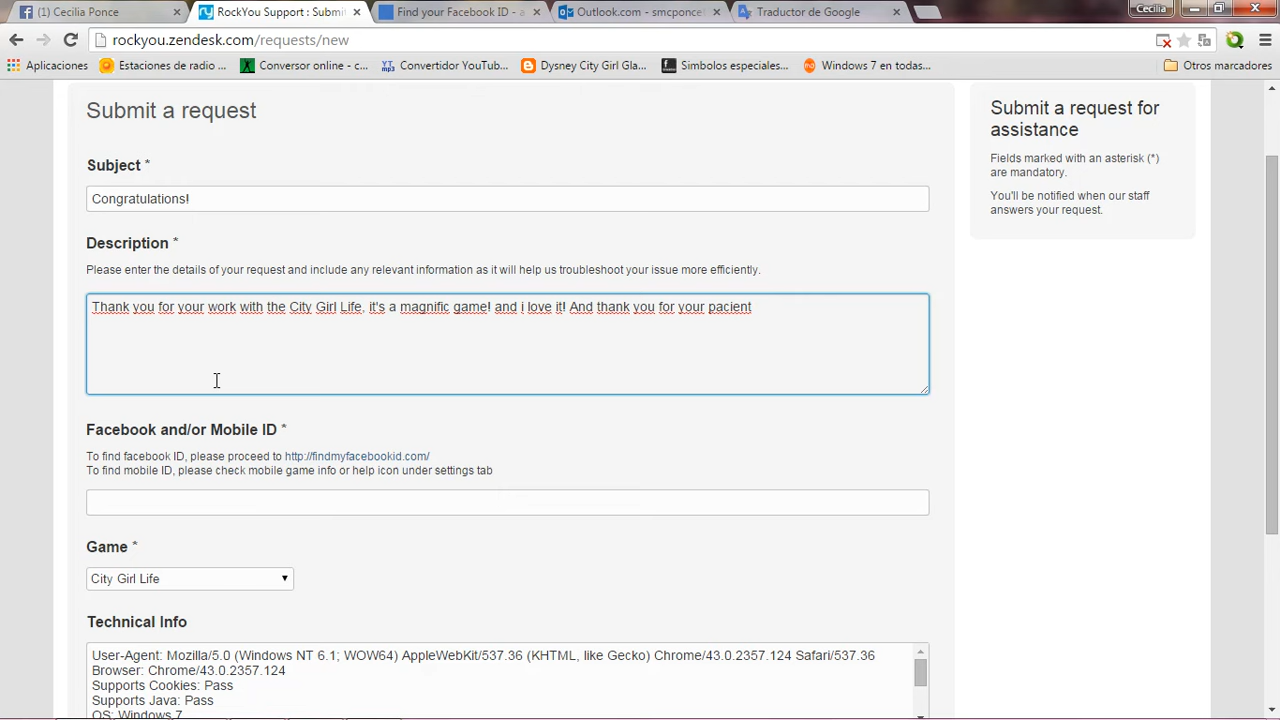 (1) Cecilia Ponce
RockYou Support : Submi
Find your Facebook ID - a
Outlook.com - smcponcel
Traductor de Google
Cecilia
rockyou.zendesk.com/requests/new
Aplicaciones
Estaciones de radio ...
Conversor online - c...
Convertidor YouTub...
Dysney City Girl Gla...
Simbolos especiales...
Windows 7 en todas...
Otros marcadores
Submit a request
Subject *
Congratulations!
Description *
Please enter the details of your request and include any relevant information as it will help us troubleshoot your issue more efficiently.
Thank you for your work with the City Girl Life, it's a magnific game! and i love it! And thank you for your pacient
Facebook and/or Mobile ID *
To find facebook ID, please proceed to http://findmyfacebookid.com/
To find mobile ID, please check mobile game info or help icon under settings tab
Game *
City Girl Life
Technical Info
User-Agent: Mozilla/5.0 (Windows NT 6.1; WOW64) AppleWebKit/537.36 (KHTML, like Gecko) Chrome/43.0.2357.124 Safari/537.36
Browser: Chrome/43.0.2357.124
Supports Cookies: Pass
Supports Java: Pass
OS: Windows 7
Submit a request for
assistance
Fields marked with an asterisk (*)
are mandatory.
You'll be notified when our staff
answers your request.